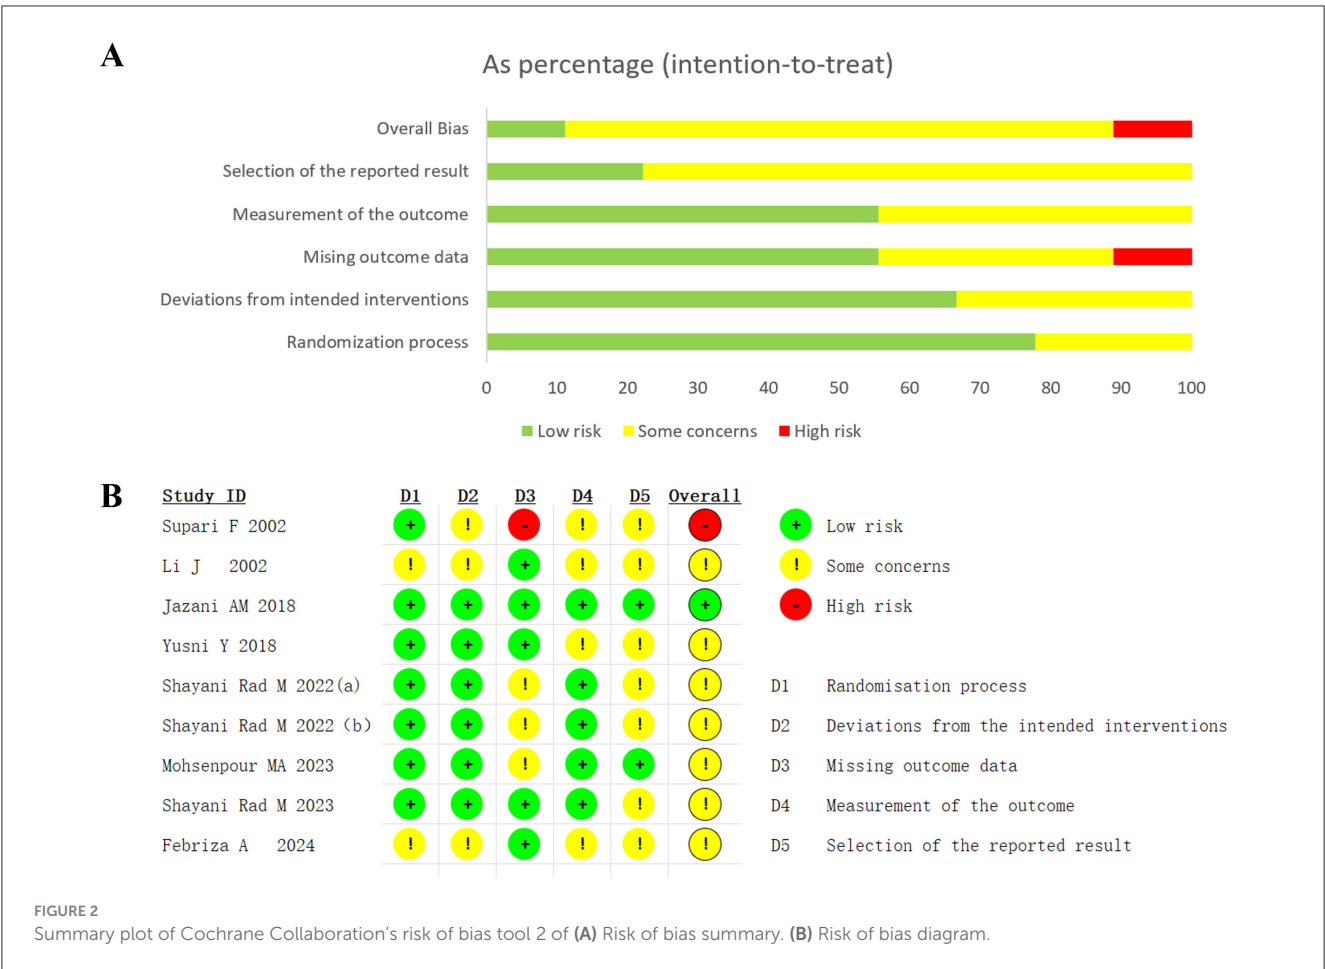 A
As percentage (intention-to-treat)
Overall Bias
Selection of the reported result
Measurement of the outcome
Mising outcome data
Deviations from intended interventions
Randomization process
0 10 20 30 40 50 60 70 80 90 100
Low risk Some concerns High risk
B
Study ID D1 D2 D3 D4 D5 Overall
Supari F 2002 + ! - ! ! - + Low risk
Li J 2002 ! ! + ! ! ! ! Some concerns
Jazani AM 2018 + + + + + + - High risk
Yusni Y 2018 + + + ! ! !
Shayani Rad M 2022(a) + + ! + ! ! D1 Randomisation process
Shayani Rad M 2022 (b) + + ! + ! ! D2 Deviations from the intended interventions
Mohsenpour MA 2023 + + ! + + ! D3 Missing outcome data
Shayani Rad M 2023 + + + + ! ! D4 Measurement of the outcome
Febriza A 2024 ! ! + ! ! ! D5 Selection of the reported result
FIGURE 2
Summary plot of Cochrane Collaboration's risk of bias tool 2 of (A) Risk of bias summary. (B) Risk of bias diagram.